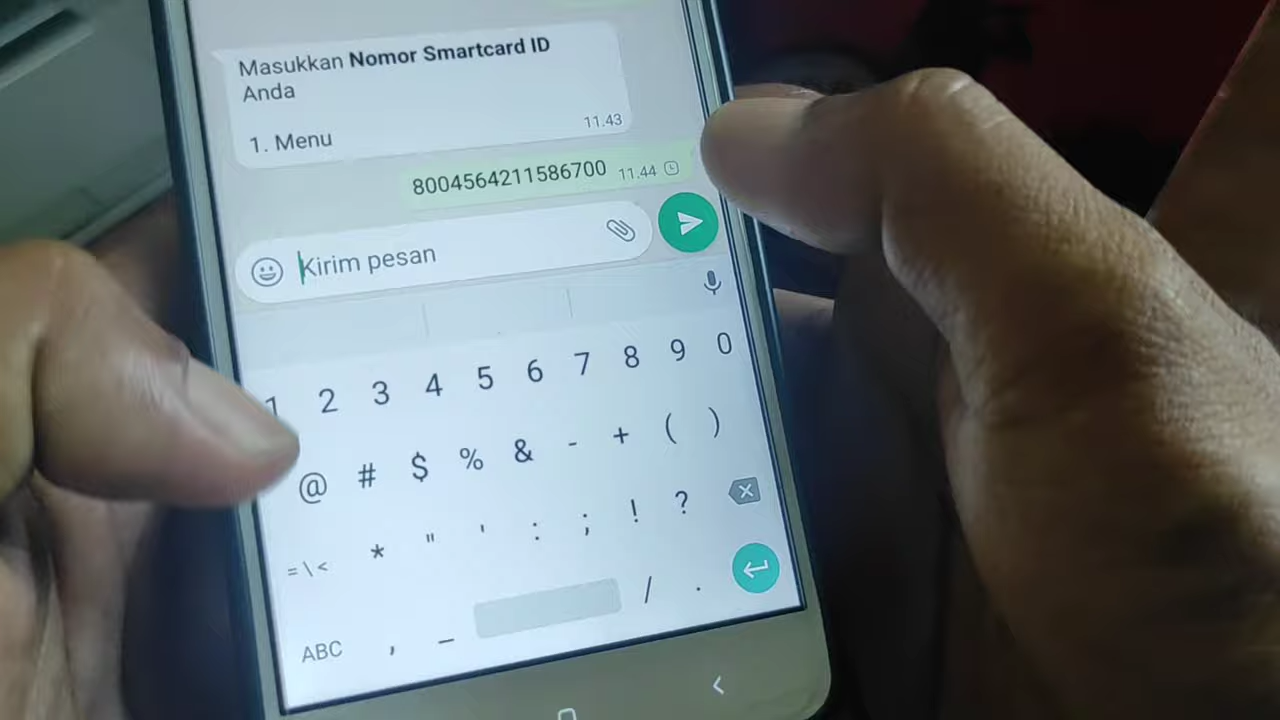 Masukkan Nomor Smartcard ID
Anda
11.43
1. Menu
8004564211586700 11.44
Kirim pesan
1 2 3 4 5 6 7 8 9 0
@ # $ % & - + ( )
=\< * " ' : ; ! ?
ABC , _ / .